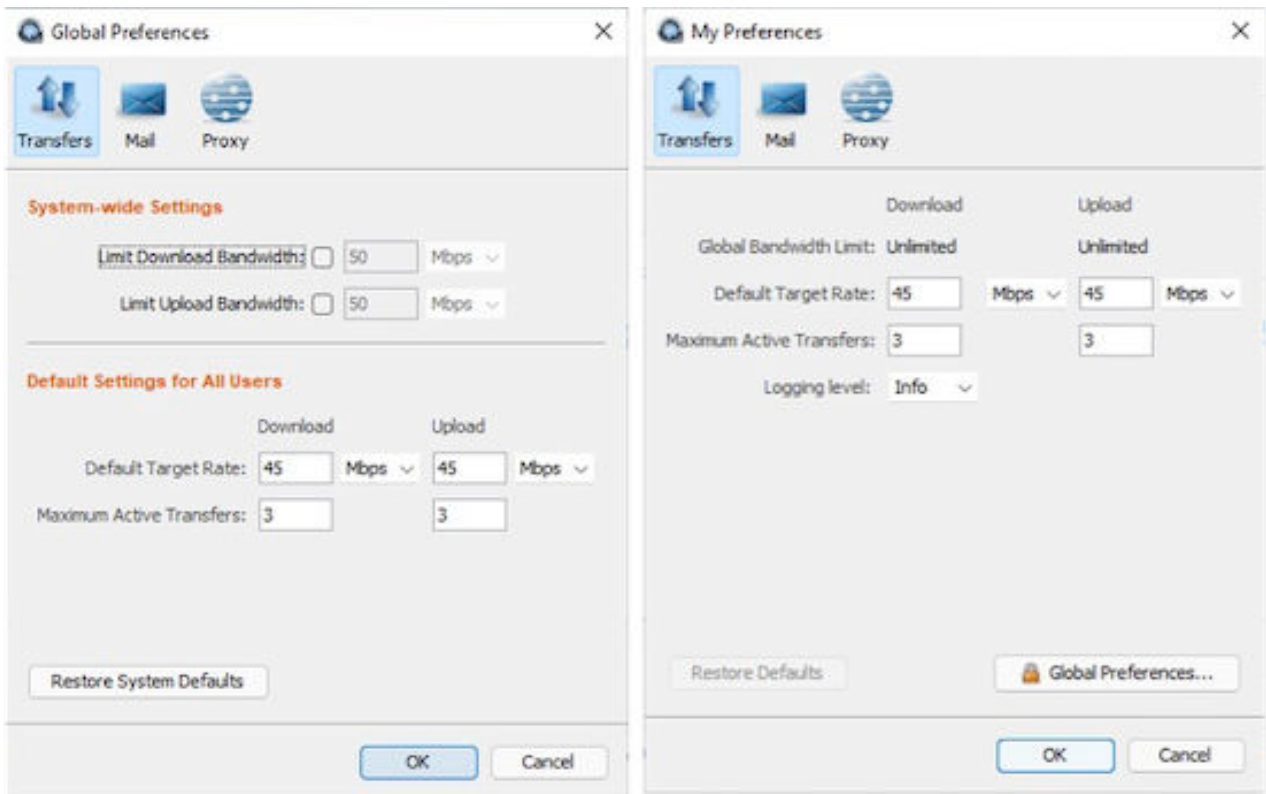 Global Preferences
Transfers Mail Proxy
System-wide Settings
Limit Download Bandwidth: 50 Mbps
Limit Upload Bandwidth: 50 Mbps
Default Settings for All Users
Download Upload
Default Target Rate: 45 Mbps 45 Mbps
Maximum Active Transfers: 3 3
Restore System Defaults
OK Cancel
My Preferences
Transfers Mail Proxy
Download Upload
Global Bandwidth Limit: Unlimited Unlimited
Default Target Rate: 45 Mbps 45 Mbps
Maximum Active Transfers: 3 3
Logging level: Info
Restore Defaults Global Preferences...
OK Cancel